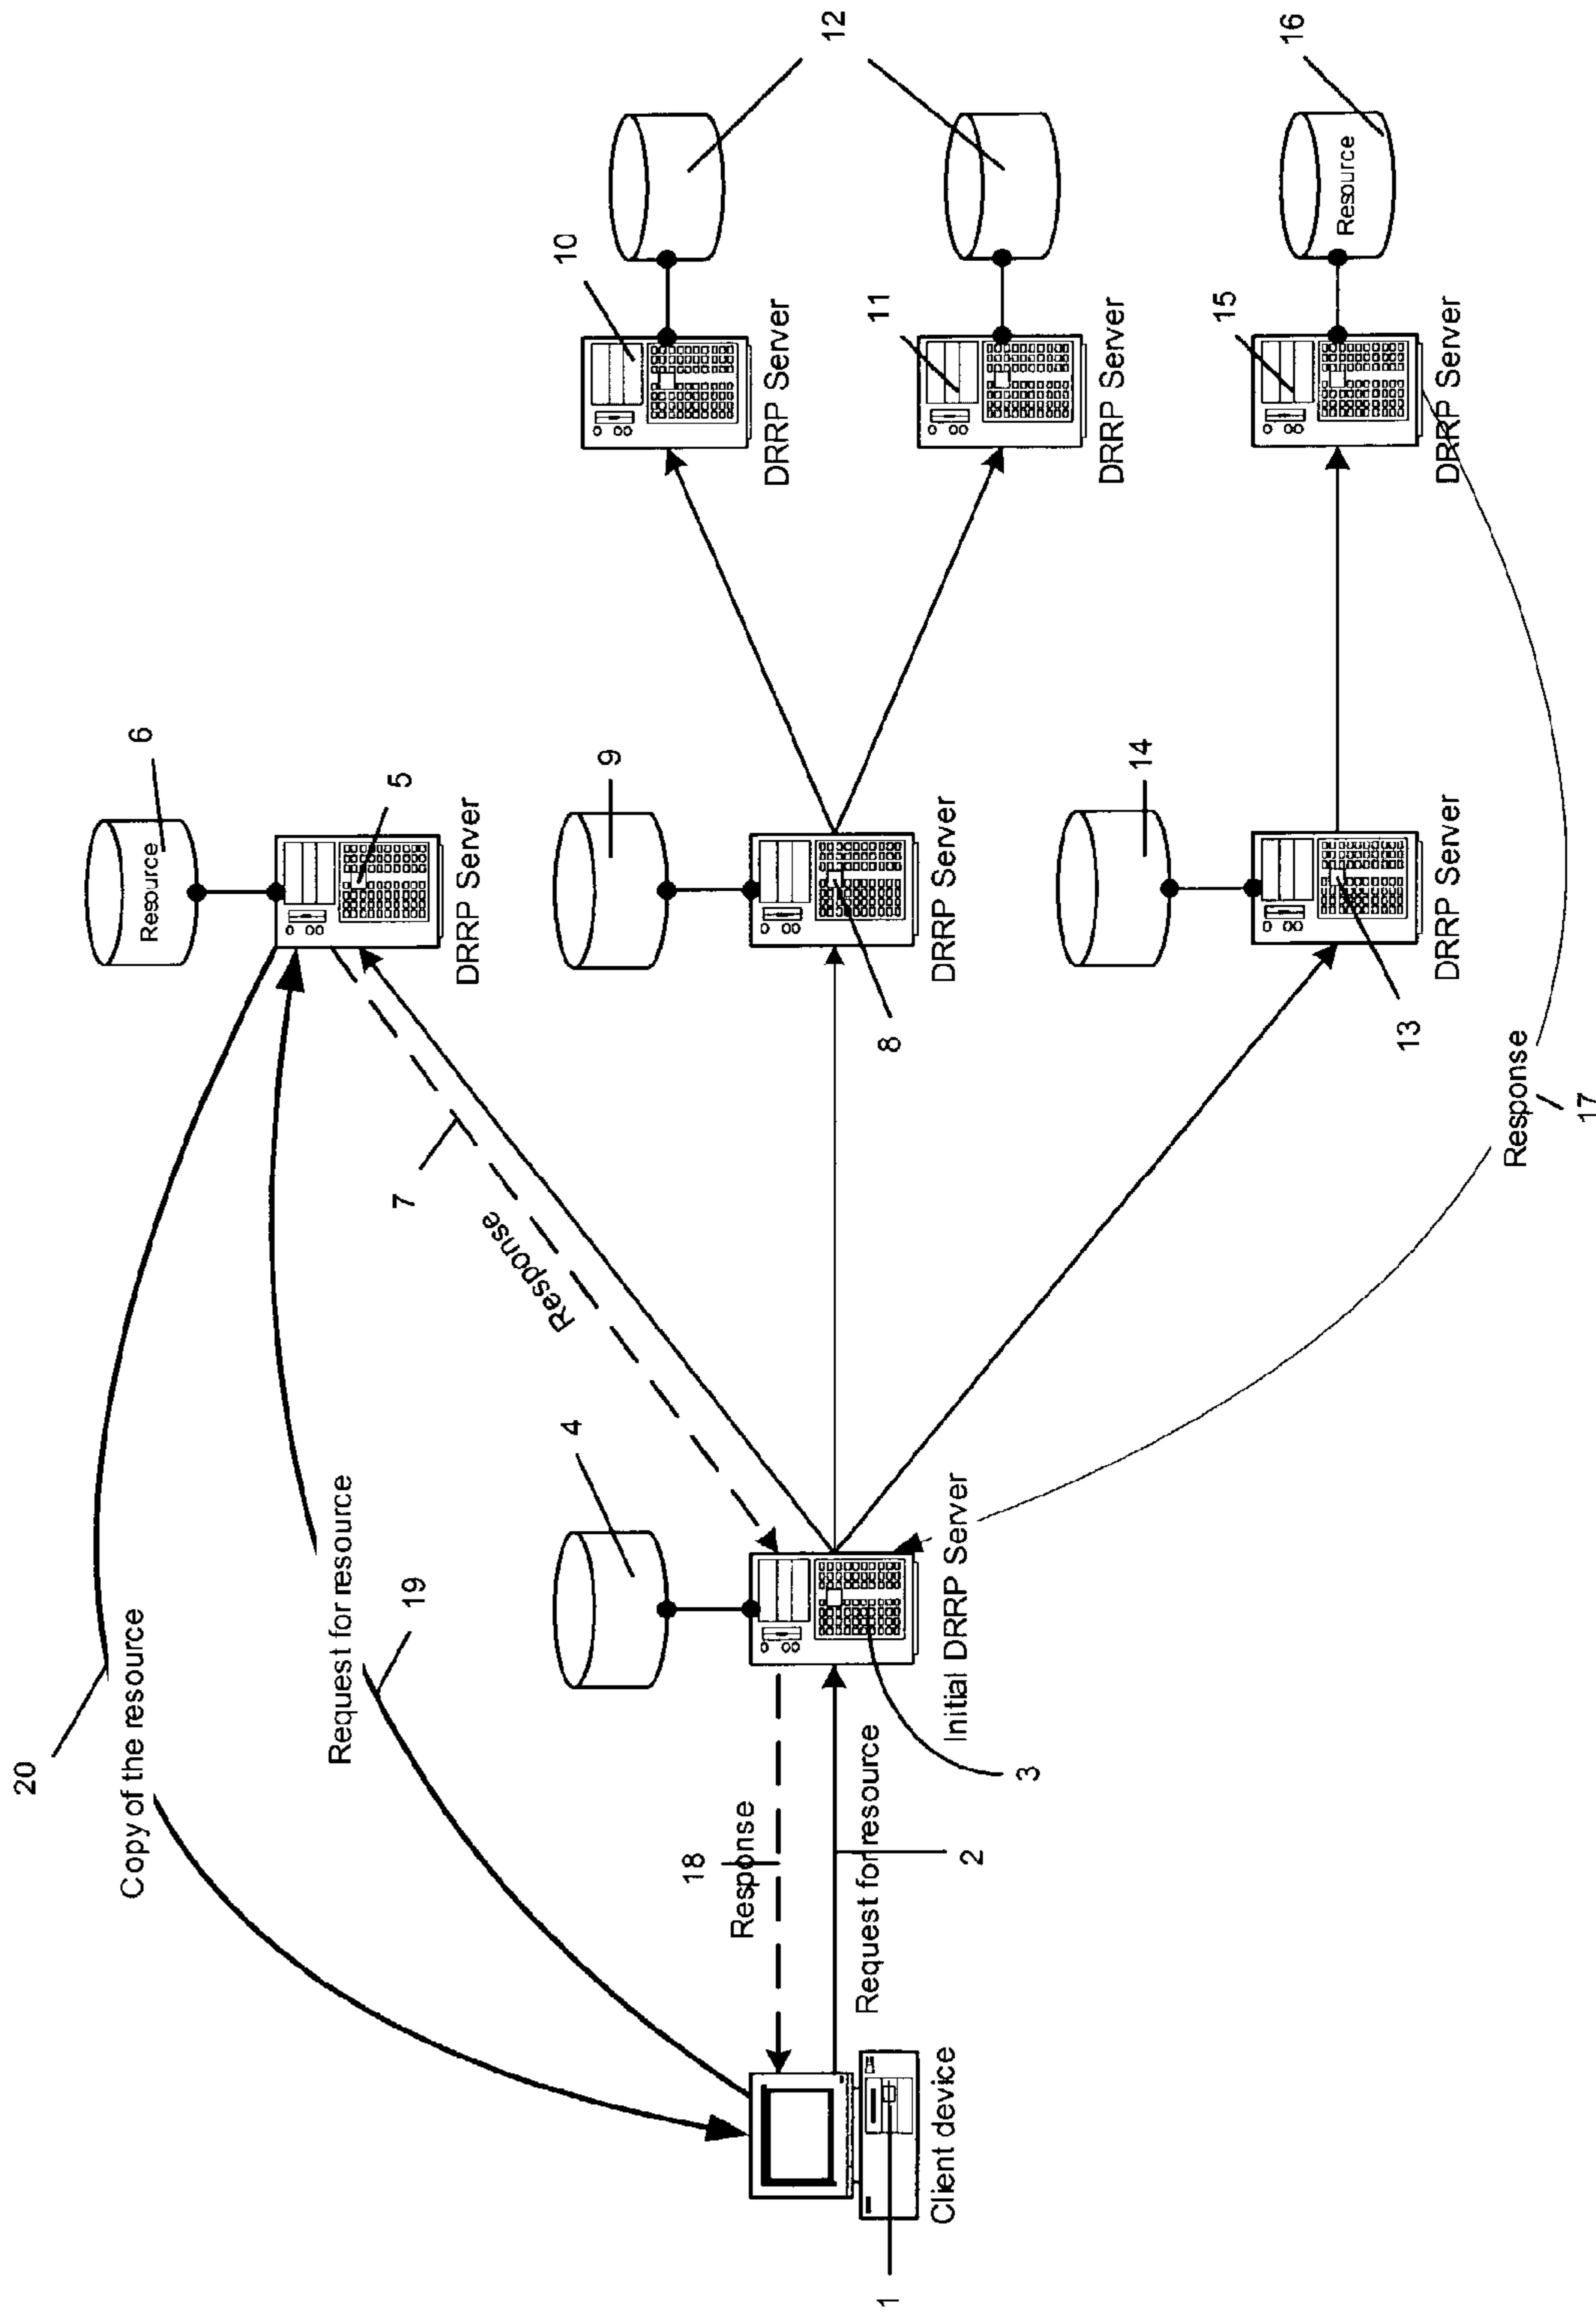 20
Copy of the resource
Request for resource
19
6
Resource
5
DRRP Server
7
Response
4
18
Response
Request for resource
2
Initial DRRP Server
3
1
Client device
9
8
DRRP Server
10
DRRP Server
12
11
DRRP Server
14
13
DRRP Server
15
DRRP Server
16
Resource
Response
17